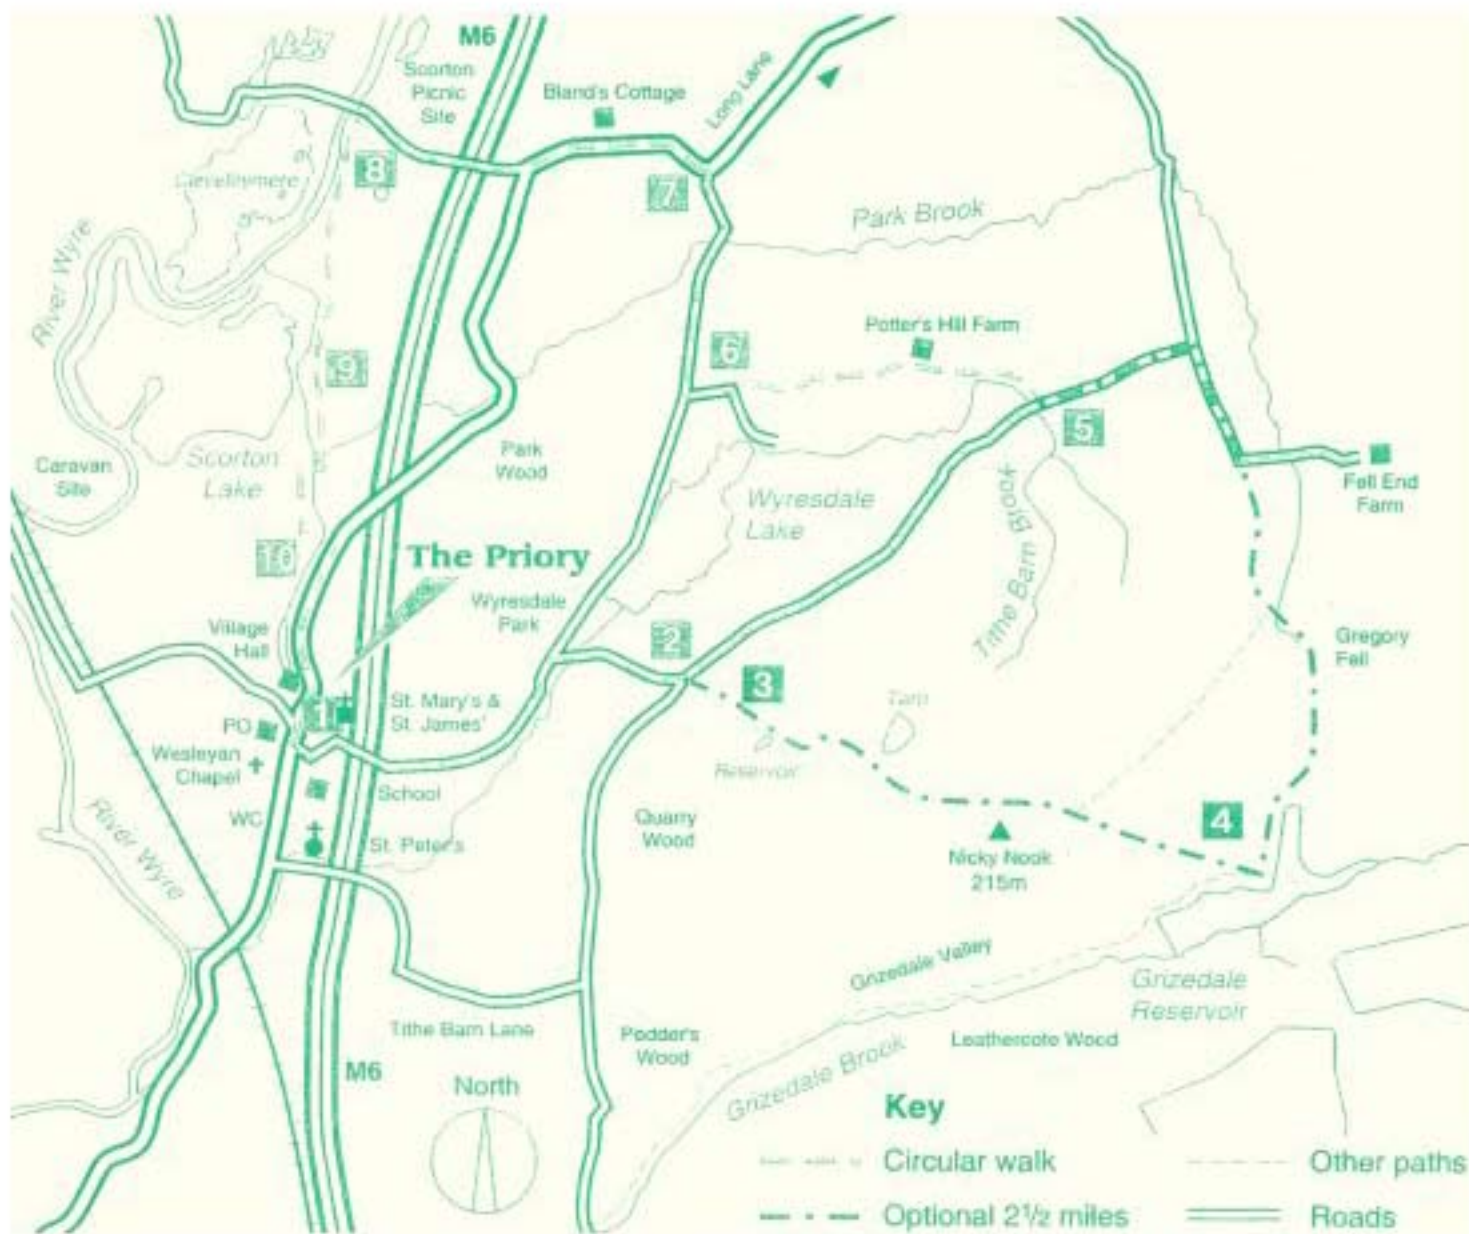 M6
Scorton
Picnic
Site
Bland's Cottage
Long Lane
8
7
Park Brook
River Wyre
Potter's Hill Farm
6
9
5
Park
Wood
Scorton
Lake
Caravan
Site
Wyresdale
Lake
Fell End
Farm
Tithe Barn Brook
10
The Priory
Wyresdale
Park
Village
Hall
2
3
Gregory
Fell
1
St. Mary's &
St. James'
PO
Tarn
Wesleyan
Chapel
Reservoir
School
WC
Quarry
Wood
4
St. Peter's
River Wyre
Nicky Nook
215m
Grizedale Valley
Grizedale
Reservoir
Tithe Barn Lane
Podder's
Wood
Leathercote Wood
Grizedale Brook
M6
North
Key
Circular walk
Other paths
Optional 2½ miles
Roads